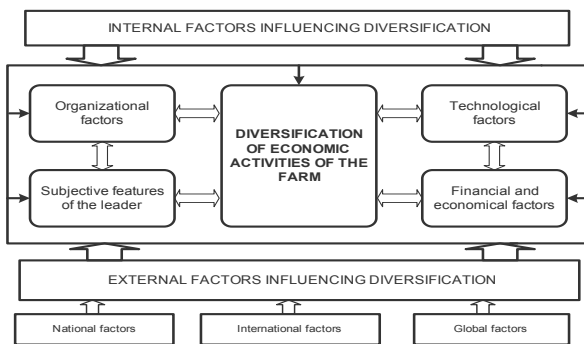 INTERNAL FACTORS INFLUENCING DIVERSIFICATION
Organizational
factors
Subjective features
of the leader
DIVERSIFICATION
OF ECONOMIC
ACTIVITIES OF THE
FARM
Technological
factors
Financial and
economical factors
EXTERNAL FACTORS INFLUENCING DIVERSIFICATION
National factors
International factors
Global factors